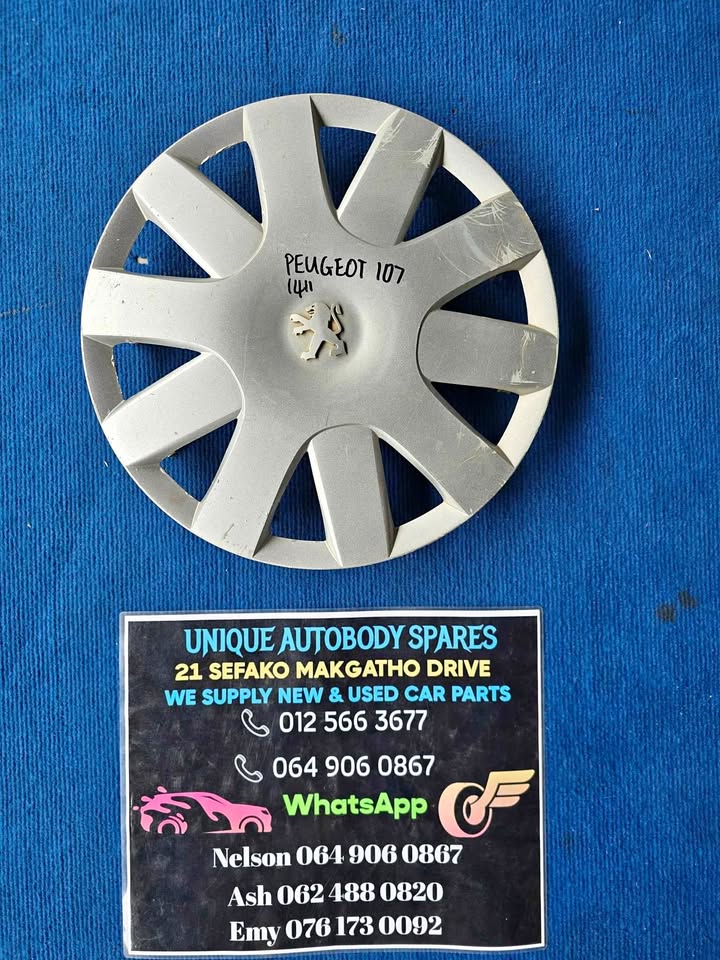 PEUGEOT 107
14"
UNIQUE AUTOBODY SPARES
21 SEFAKO MAKGATHO DRIVE
WE SUPPLY NEW & USED CAR PARTS
012 566 3677
064 906 0867
WhatsApp
Nelson 064 906 0867
Ash 062 488 0820
Emy 076 173 0092